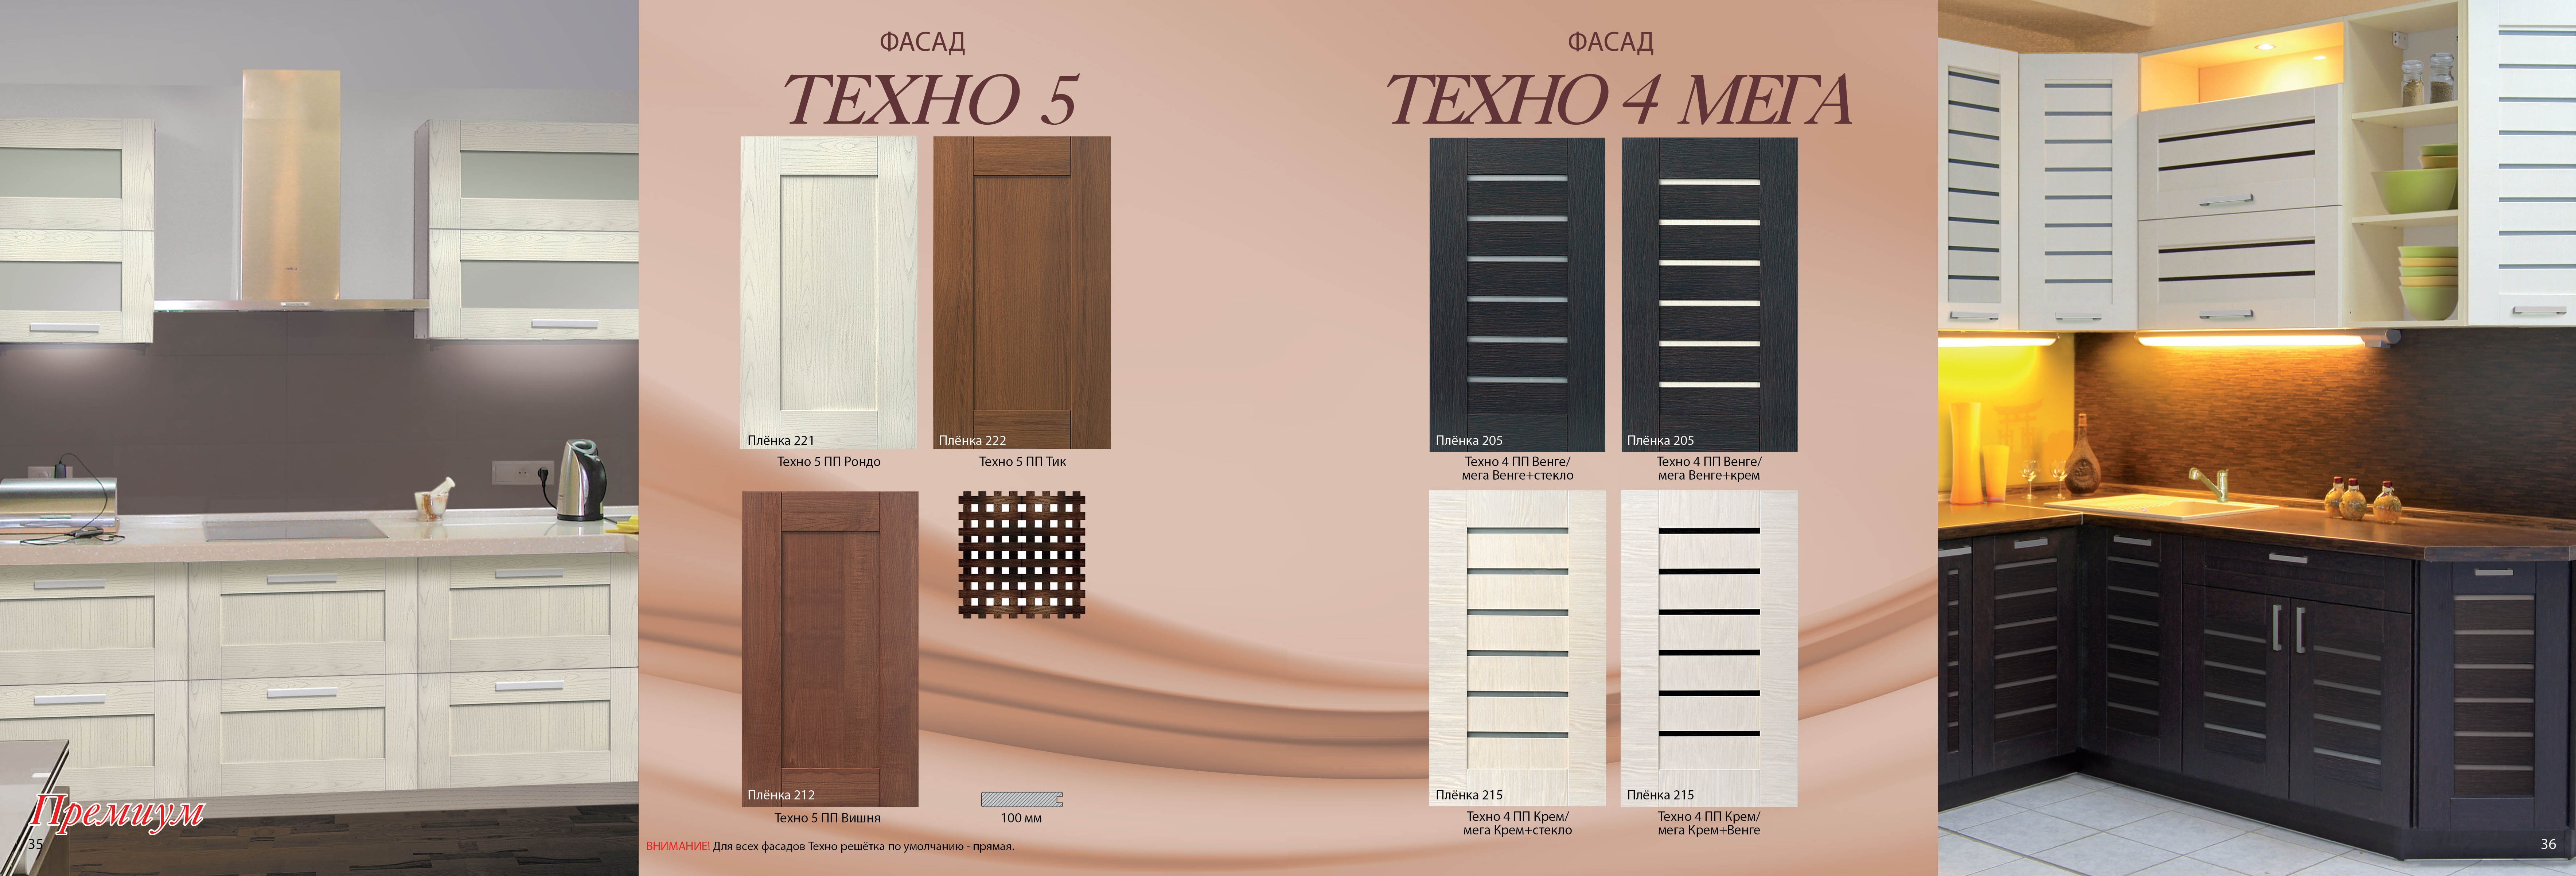 ФАСАД
ТЕХНО 5
Плёнка 221
Плёнка 222
Техно 5 ПП Рондо
Техно 5 ПП Тик
Плёнка 212
Техно 5 ПП Вишня
100 мм
ВНИМАНИЕ! Для всех фасадов Техно решётка по умолчанию - прямая.
Премиум
35
ФАСАД
ТЕХНО 4 МЕГА
Плёнка 205
Плёнка 205
Техно 4 ПП Венге/
мега Венге+стекло
Техно 4 ПП Венге/
мега Венге+крем
Плёнка 215
Плёнка 215
Техно 4 ПП Крем/
мега Крем+стекло
Техно 4 ПП Крем/
мега Крем+Венге
36